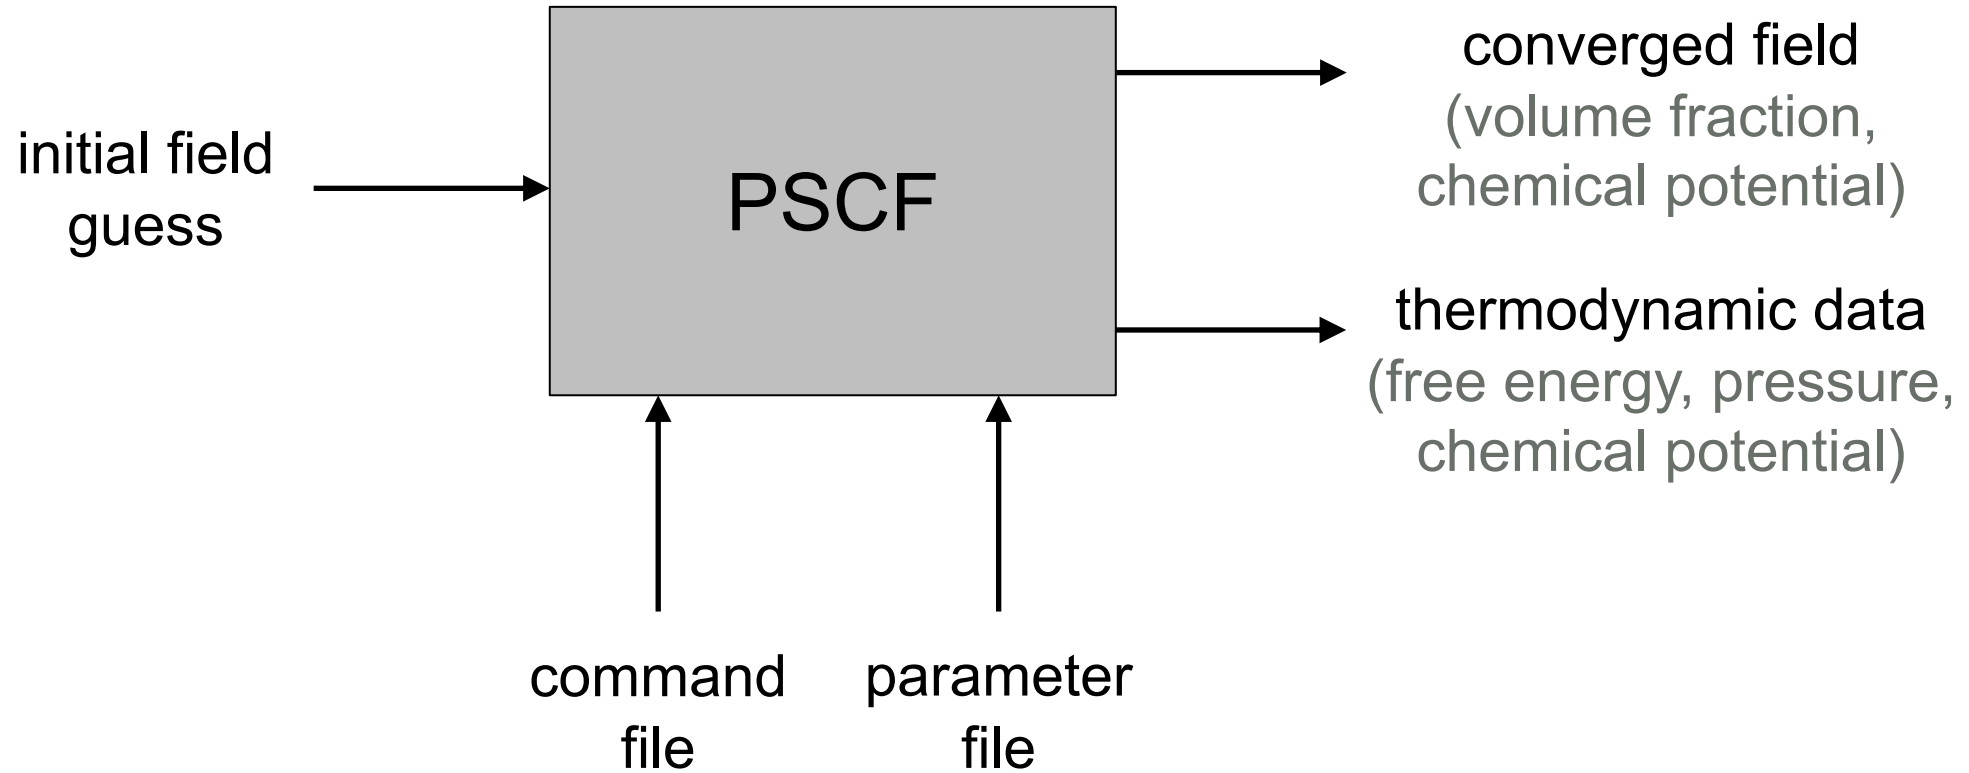 initial field
guess
PSCF
converged field
(volume fraction,
chemical potential)
thermodynamic data
(free energy, pressure,
chemical potential)
command
file
parameter
file